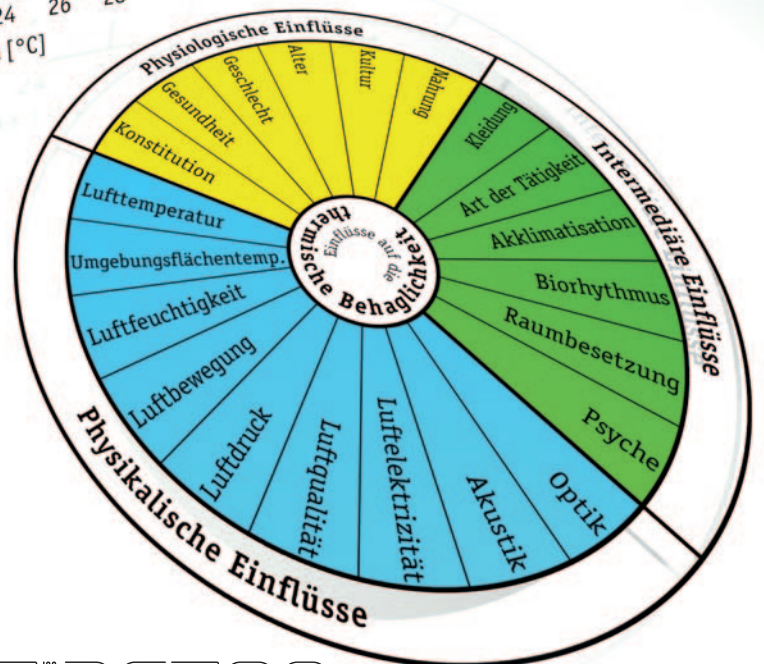 24 26
[°C]
Physiologische Einflüsse
Konstitution
Gesundheit
Geschlecht
Alter
Kultur
Nahrung
Intermediäre Einflüsse
Kleidung
Art der Tätigkeit
Akklimatisation
Biorhythmus
Raumbesetzung
Psyche
Physikalische Einflüsse
Lufttemperatur
Umgebungsflächentemp.
Luftfeuchtigkeit
Luftbewegung
Luftdruck
Luftqualität
Luftelektrizität
Akustik
Optik
Einflüsse auf die
thermische Behaglichkeit